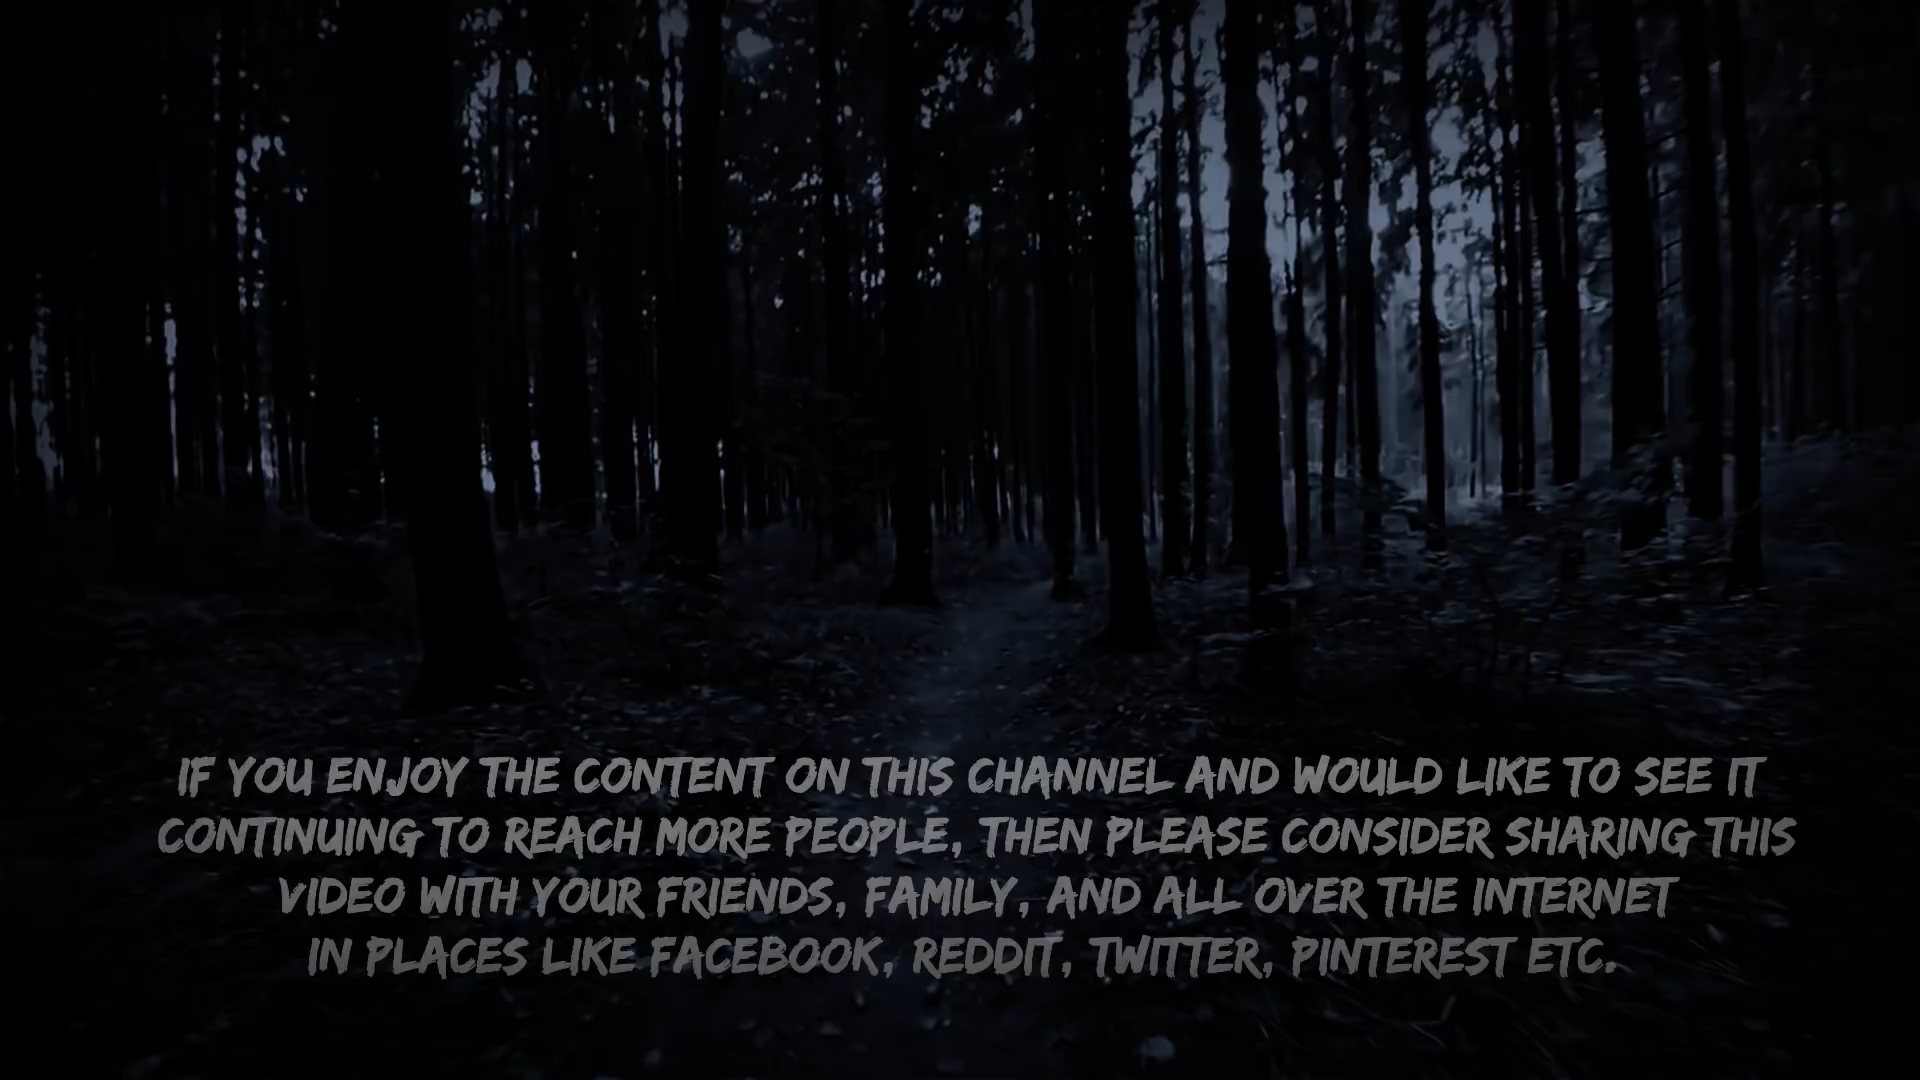 IF YOU ENJOY THE CONTENT ON THIS CHANNEL AND WOULD LIKE TO SEE IT
CONTINUING TO REACH MORE PEOPLE, THEN PLEASE CONSIDER SHARING THIS
VIDEO WITH YOUR FRIENDS, FAMILY, AND ALL OVER THE INTERNET
IN PLACES LIKE FACEBOOK, REDDIT, TWITTER, PINTEREST ETC.